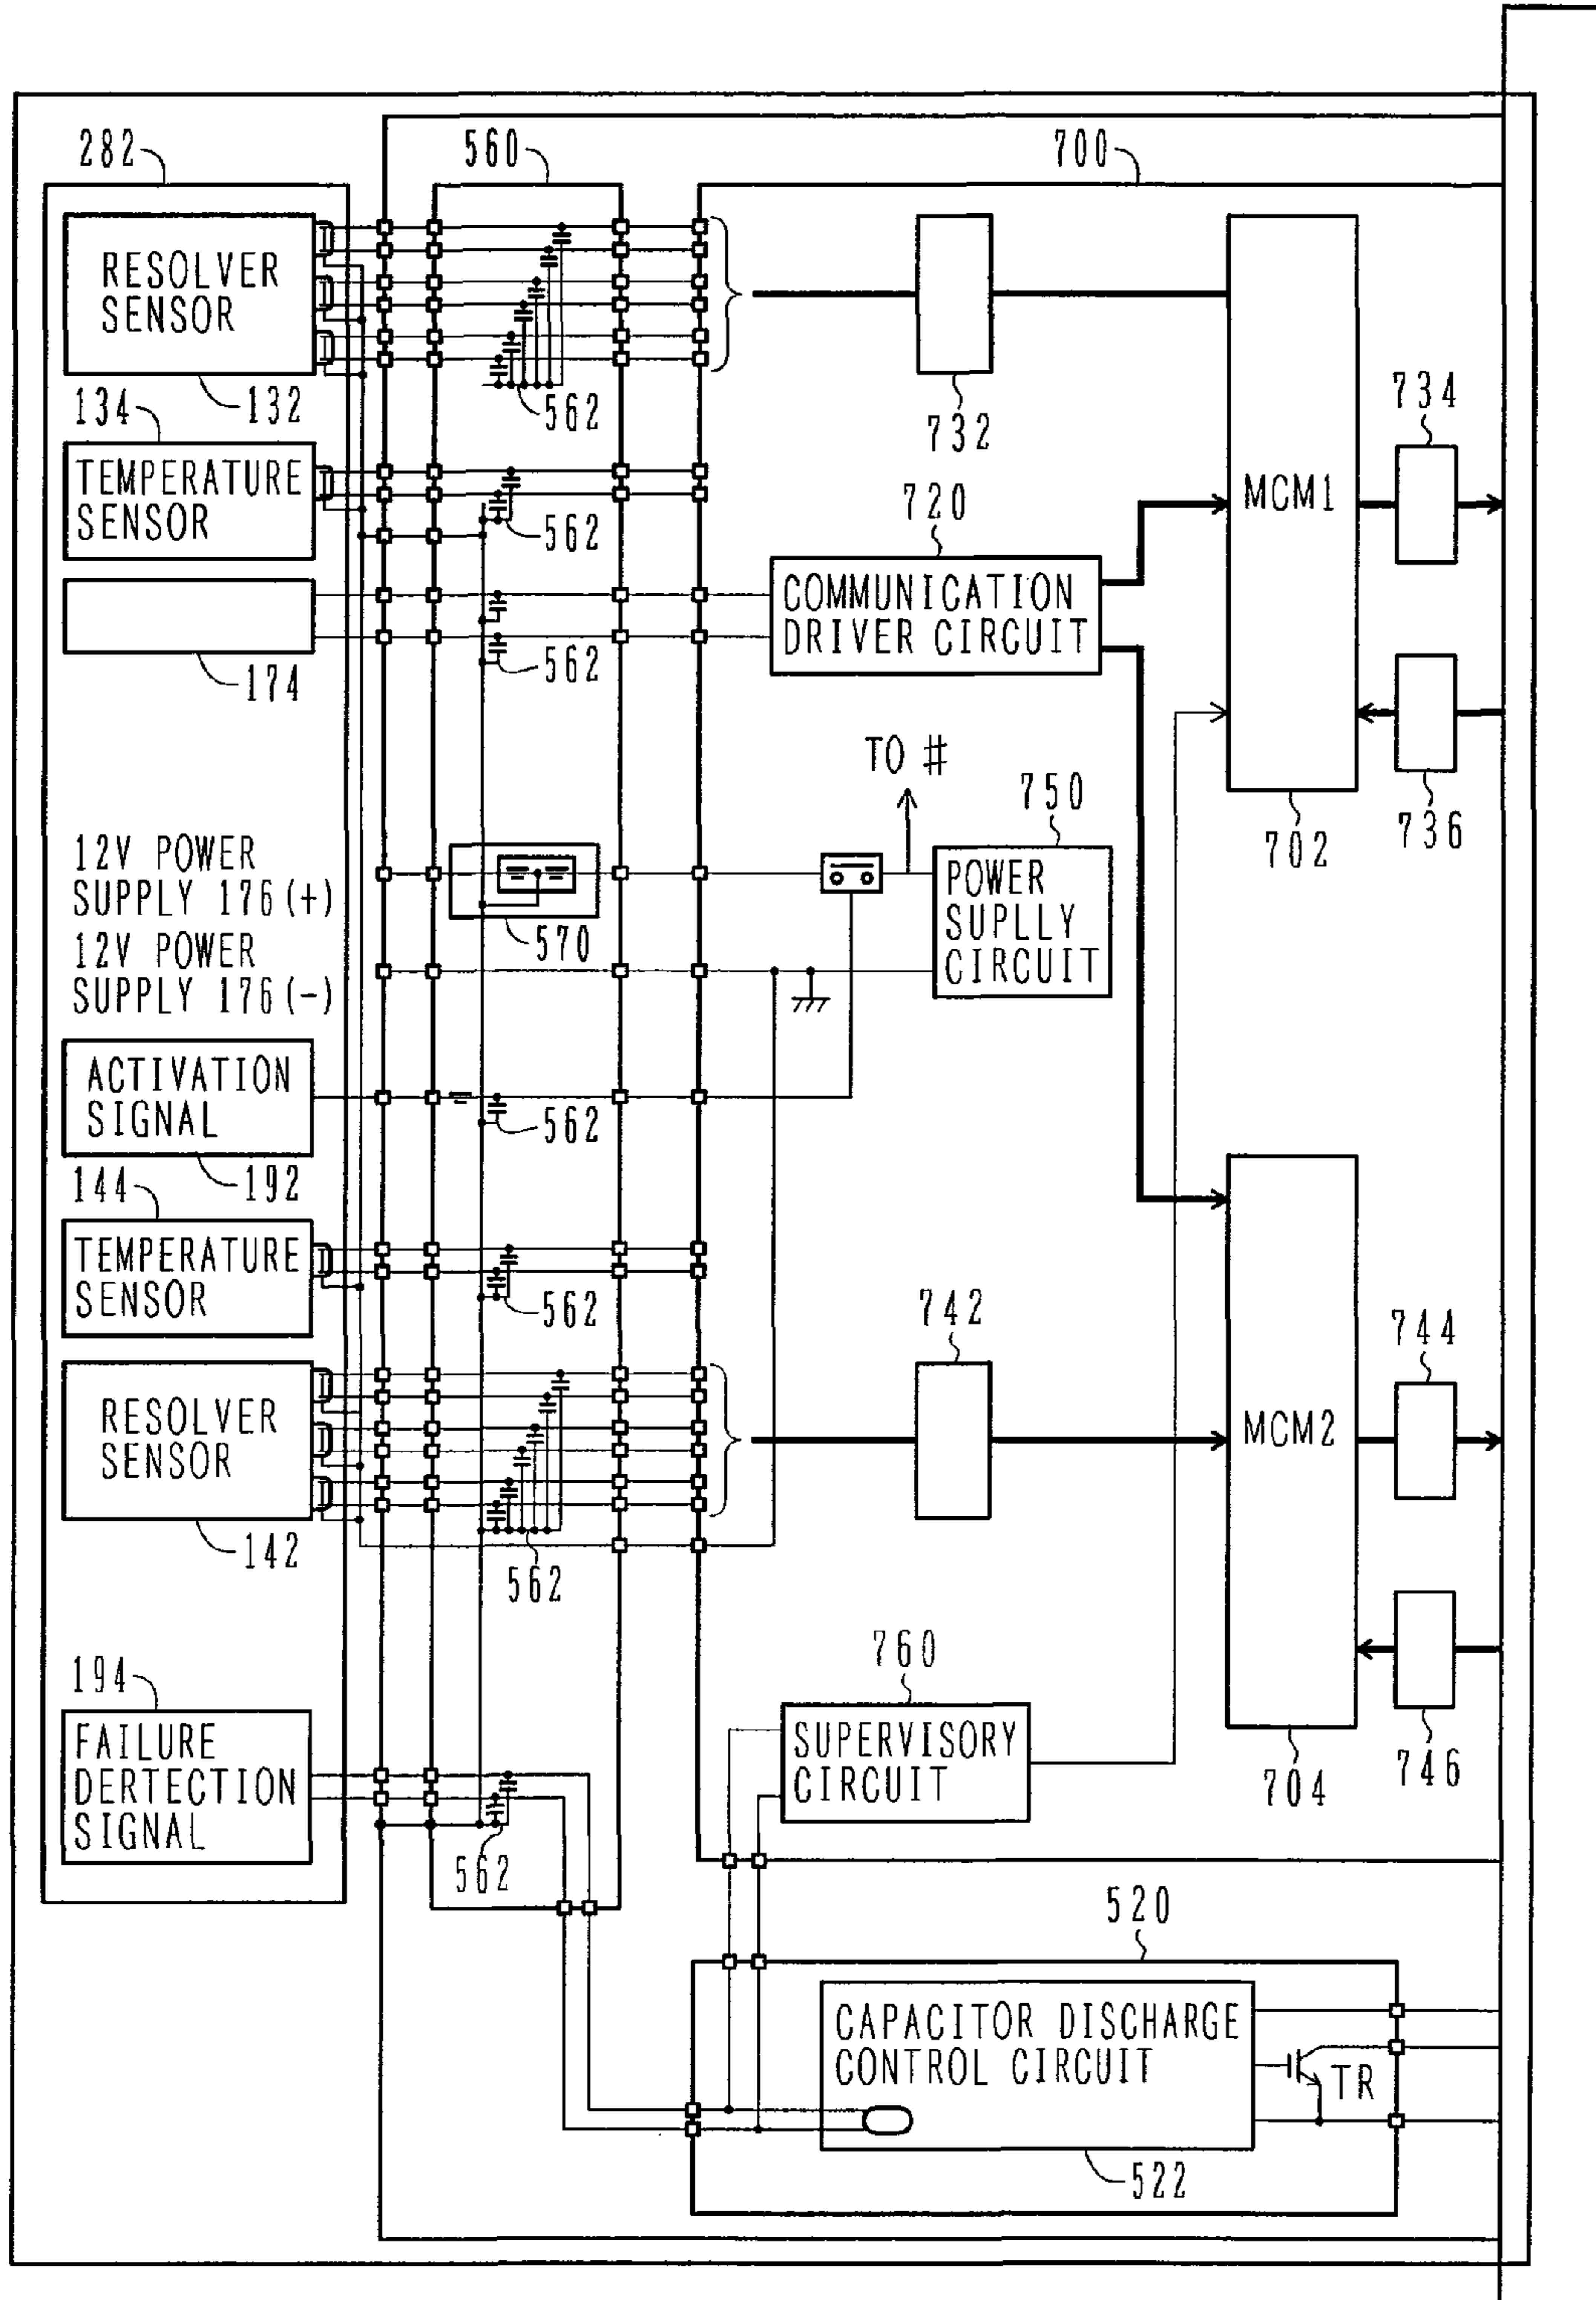 282
560
700
RESOLVER
SENSOR
132
562
732
134
734
TEMPERATURE
SENSOR
562
MCM1
720
COMMUNICATION
DRIVER CIRCUIT
174
562
TO #
750
702
736
12V POWER
SUPPLY 176(+)
12V POWER
SUPPLY 176(-)
570
POWER
SUPLLY
CIRCUIT
ACTIVATION
SIGNAL
562
192
144
TEMPERATURE
SENSOR
562
742
744
RESOLVER
SENSOR
MCM2
142
562
760
194
FAILURE
DERTECTION
SIGNAL
SUPERVISORY
CIRCUIT
704
746
562
520
CAPACITOR DISCHARGE
CONTROL CIRCUIT
TR
522